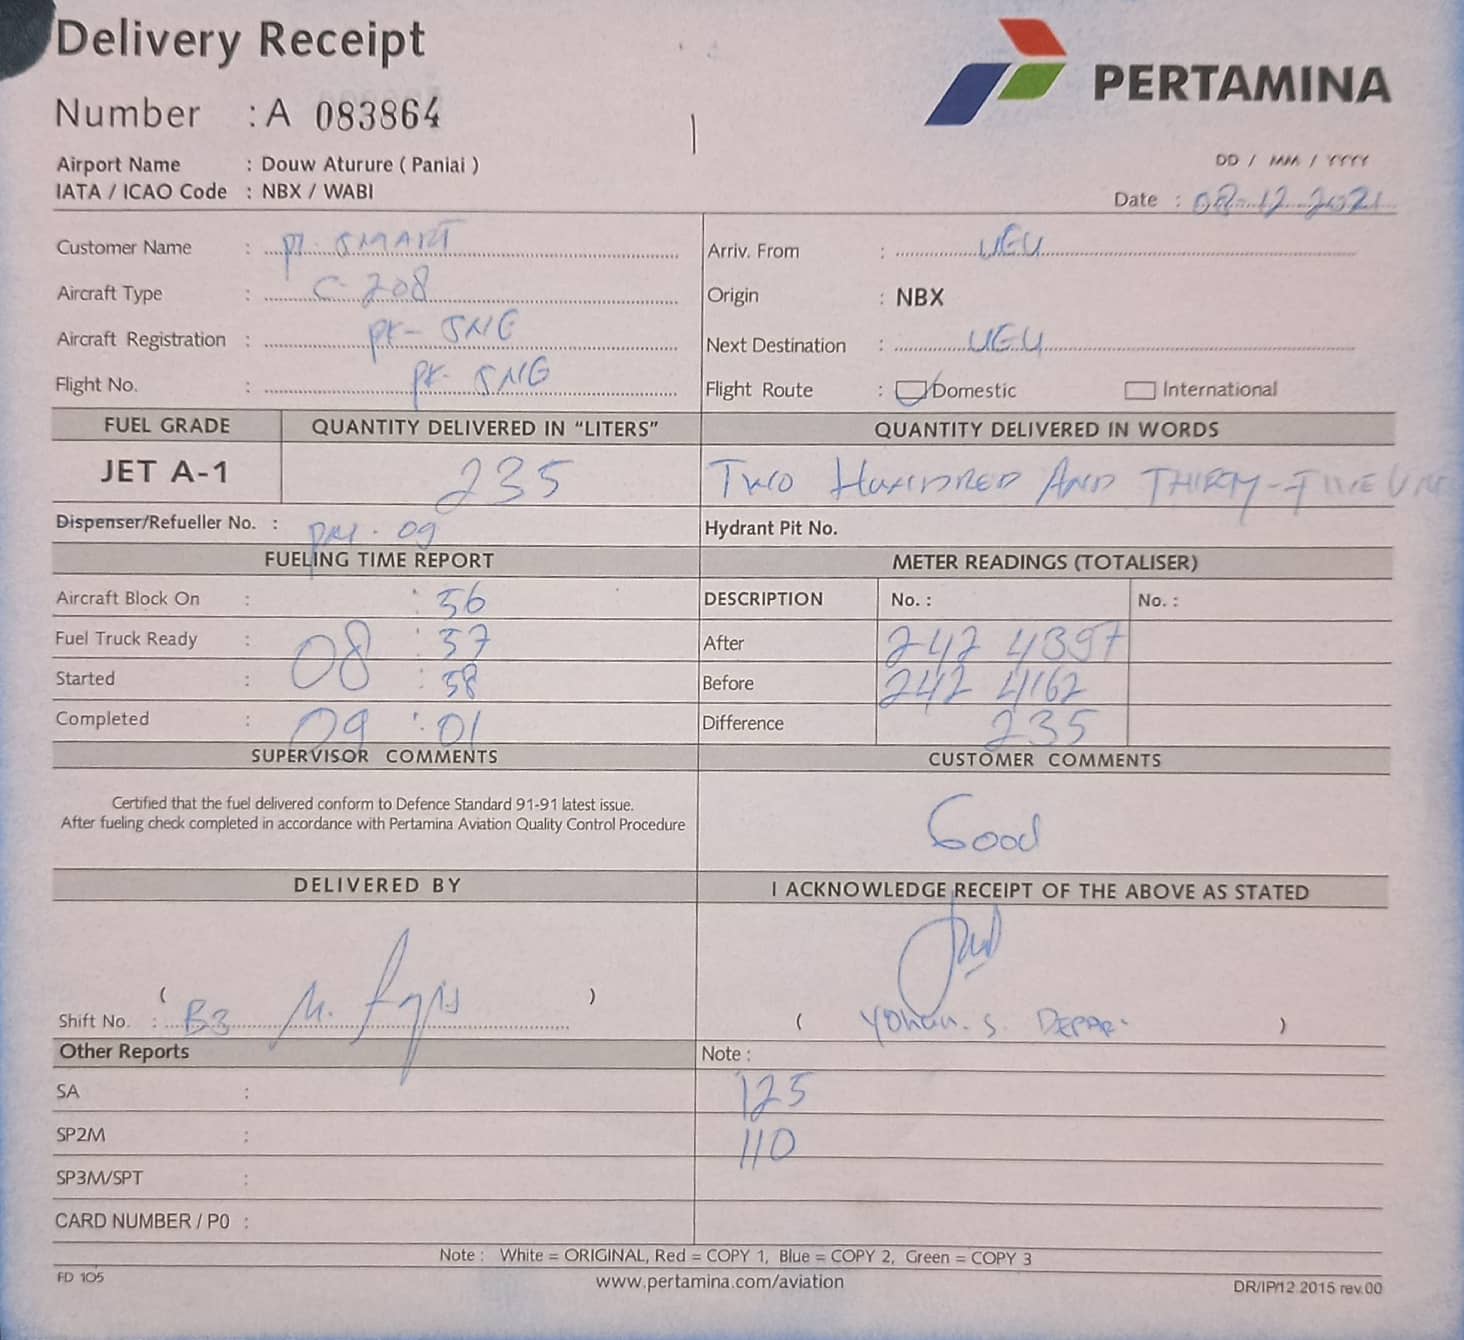 Delivery Receipt
PERTAMINA
Number : A 083864
Airport Name : Douw Aturure ( Paniai )
DD / MM / YYYY
IATA / ICAO Code : NBX / WABI
Date : 08-12-2021
Customer Name : PT. SMART
Arriv. From : UGU
Aircraft Type : C-208
Origin : NBX
Aircraft Registration : PK-SNG
Next Destination : UGU
Flight No. : PK-SNG
Flight Route : Domestic International
FUEL GRADE QUANTITY DELIVERED IN "LITERS" QUANTITY DELIVERED IN WORDS
JET A-1 235 TWO HUNDRED AND THIRTY-FIVE
Dispenser/Refueller No. : 09
Hydrant Pit No.
FUELING TIME REPORT METER READINGS (TOTALISER)
Aircraft Block On : : 56
DESCRIPTION No. : No. :
Fuel Truck Ready : 08 : 57
After 242 4397
Started : : 58
Before 242 4162
Completed : 09 : 01
Difference 235
SUPERVISOR COMMENTS CUSTOMER COMMENTS
Certified that the fuel delivered conform to Defence Standard 91-91 latest issue.
After fueling check completed in accordance with Pertamina Aviation Quality Control Procedure
Good
DELIVERED BY I ACKNOWLEDGE RECEIPT OF THE ABOVE AS STATED
( )
Shift No. : B3
( Yohan. S. )
Other Reports Note :
SA : 125
SP2M : 110
SP3M/SPT :
CARD NUMBER / P0 :
Note : White = ORIGINAL, Red = COPY 1, Blue = COPY 2, Green = COPY 3
FD 105 www.pertamina.com/aviation DR/IP/12.2015 rev.00